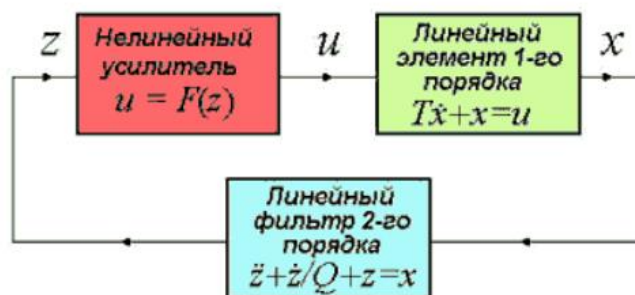 z
Нелинейный
усилитель
u = F(z)
u
Линейный
элемент 1-го
порядка
Tẋ+x=u
x
Линейный
фильтр 2-го
порядка
z̈+ż/Q+z=x